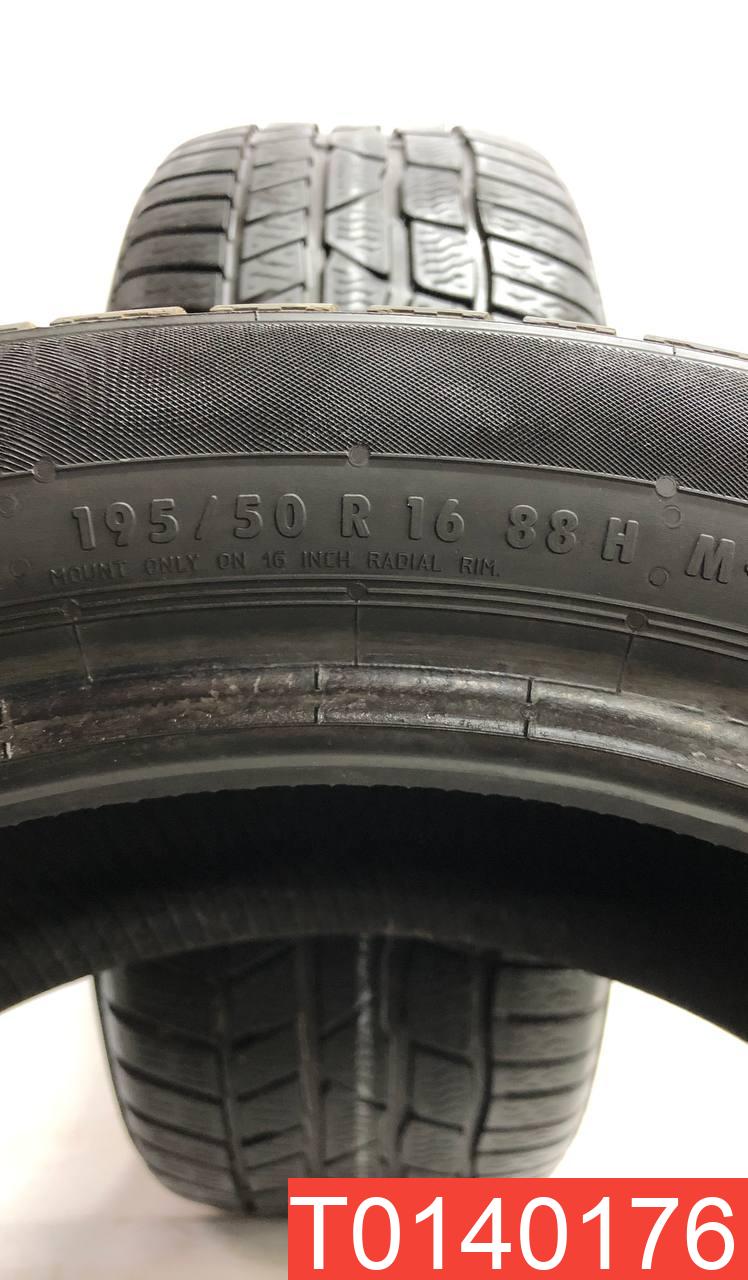 195/50 R 16 88 H M
MOUNT ONLY ON 16 INCH RADIAL RIM.
T0140176